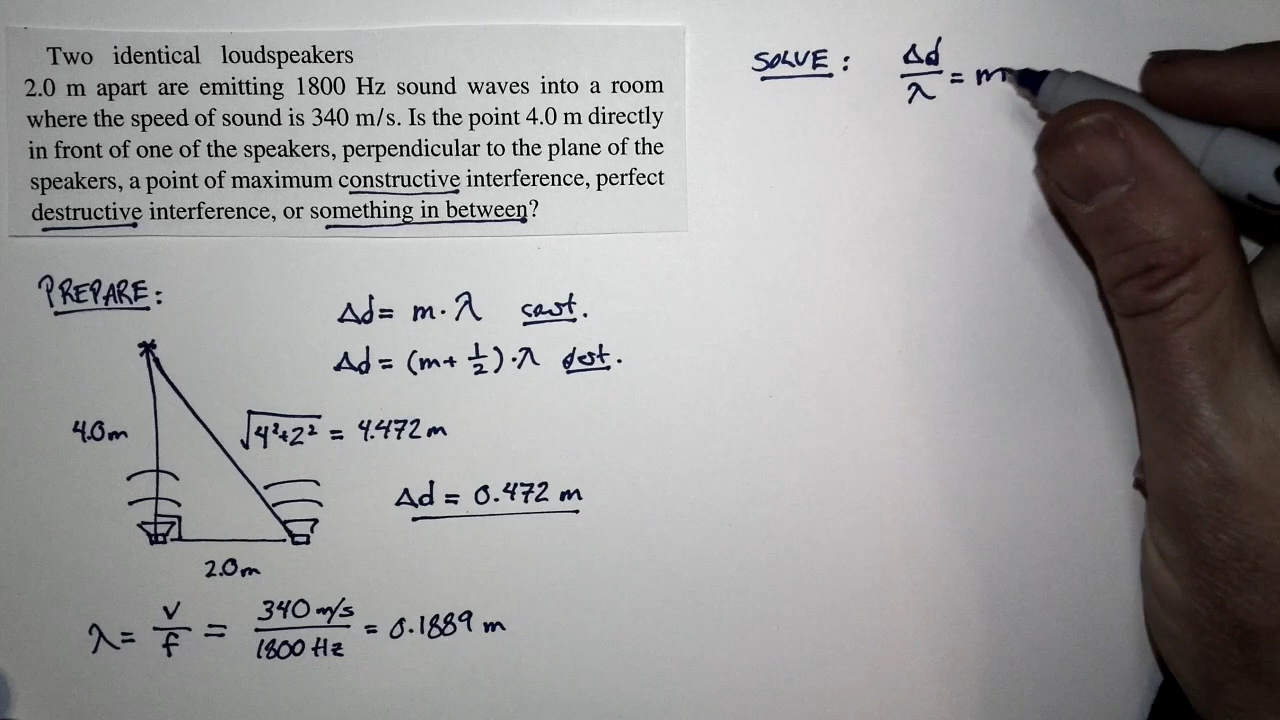 Two identical loudspeakers
2.0 m apart are emitting 1800 Hz sound waves into a room
where the speed of sound is 340 m/s. Is the point 4.0 m directly
in front of one of the speakers, perpendicular to the plane of the
speakers, a point of maximum constructive interference, perfect
destructive interference, or something in between?
PREPARE:
Δd = m · λ const.
Δd = (m + 1/2) · λ dest.
4.0m
√4²+2² = 4.472 m
Δd = 0.472 m
2.0m
λ = v/f = 340 m/s / 1800 Hz = 0.1889 m
SOLVE: Δd/λ = m